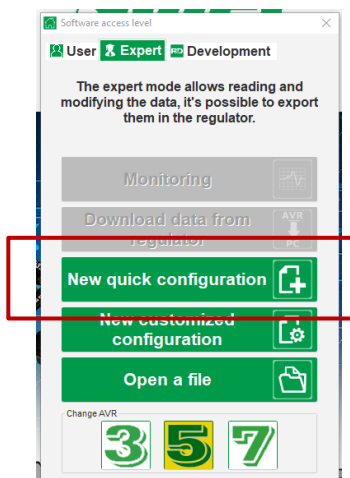 Software access level
User Expert RD Development
The expert mode allows reading and
modifying the data, it's possible to export
them in the regulator.
Monitoring
Download data from
regulator
AVR
PC
New quick configuration
New customized
configuration
Open a file
Change AVR
3 5 7